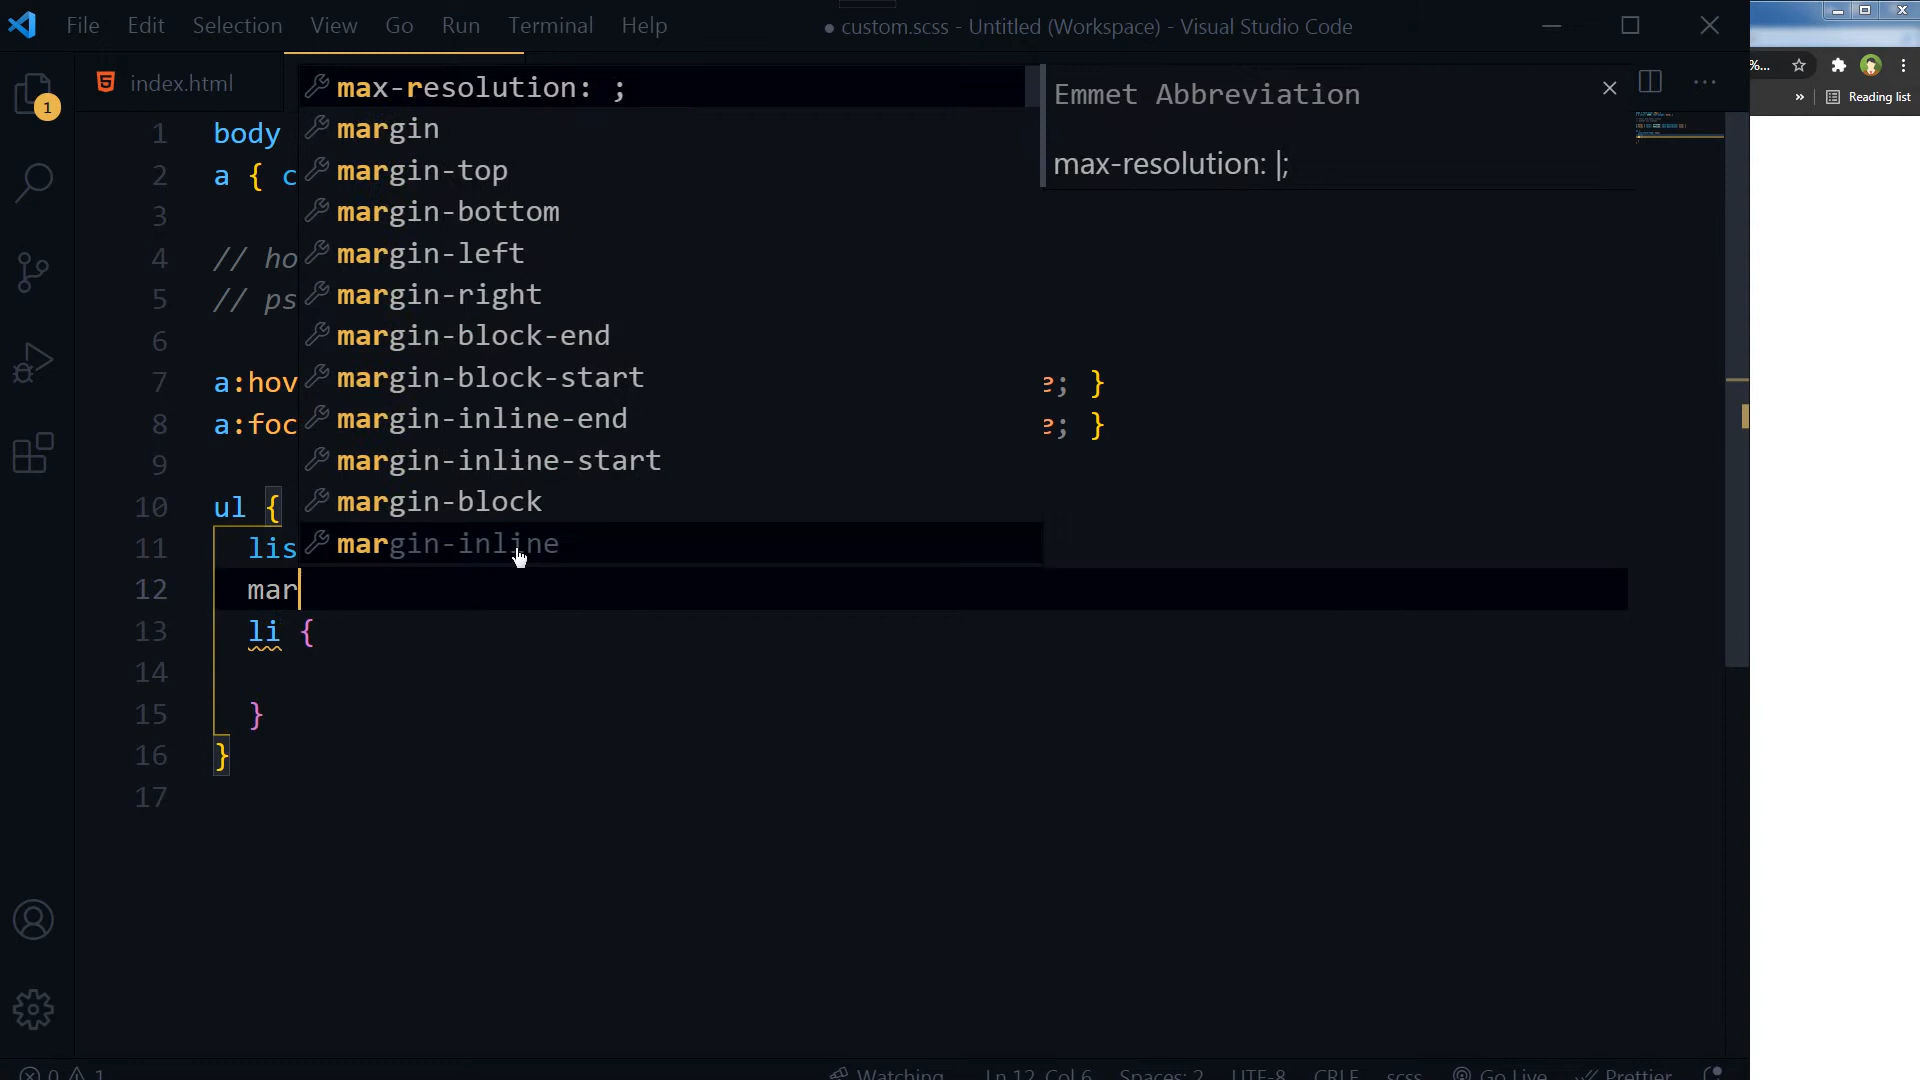 File Edit Selection View Go Run Terminal Help ● custom.scss - Untitled (Workspace) - Visual Studio Code
index.html
1 body
2 a { c
3
4 // ho
5 // ps
6
7 a:hov e; }
8 a:foc e; }
9
10 ul {
11 lis
12 mar
13 li {
14
15 }
16 }
17
max-resolution: ;
margin
margin-top
margin-bottom
margin-left
margin-right
margin-block-end
margin-block-start
margin-inline-end
margin-inline-start
margin-block
margin-inline
Emmet Abbreviation
max-resolution: |;
1
%...
» Reading list
0 1 Watching Ln 12, Col 6 Spaces: 2 UTF-8 CRLF scss Go Live Prettier